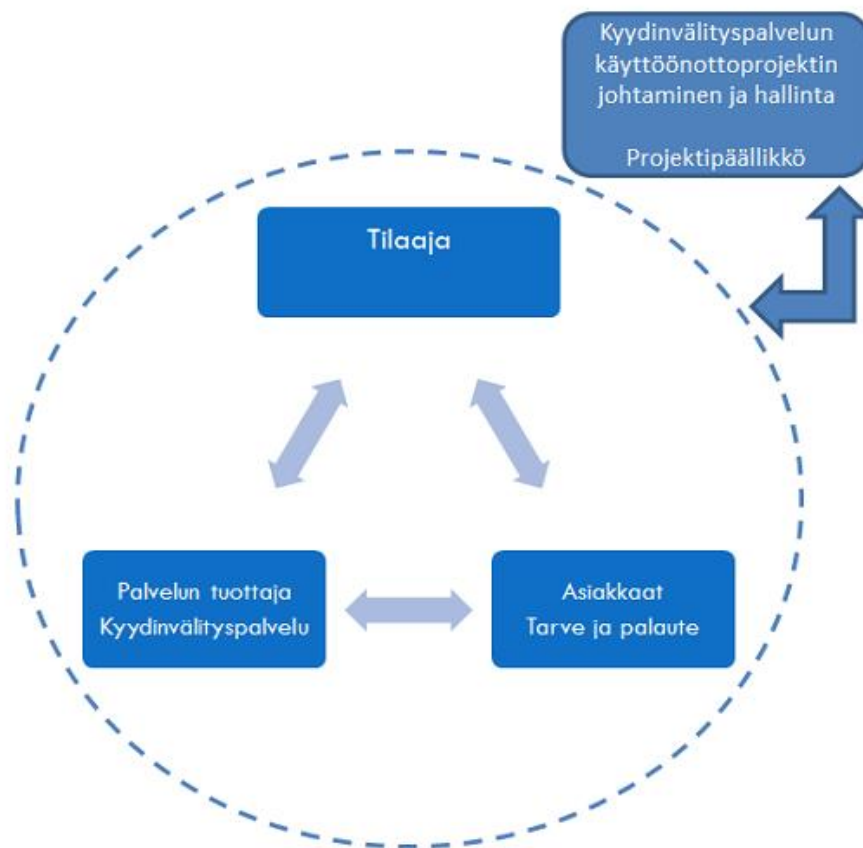 Kyydinvälityspalvelun
käyttöönottoprojektin
johtaminen ja hallinta
Projektipäällikkö
Tilaaja
Palvelun tuottaja
Kyydinvälityspalvelu
Asiakkaat
Tarve ja palaute